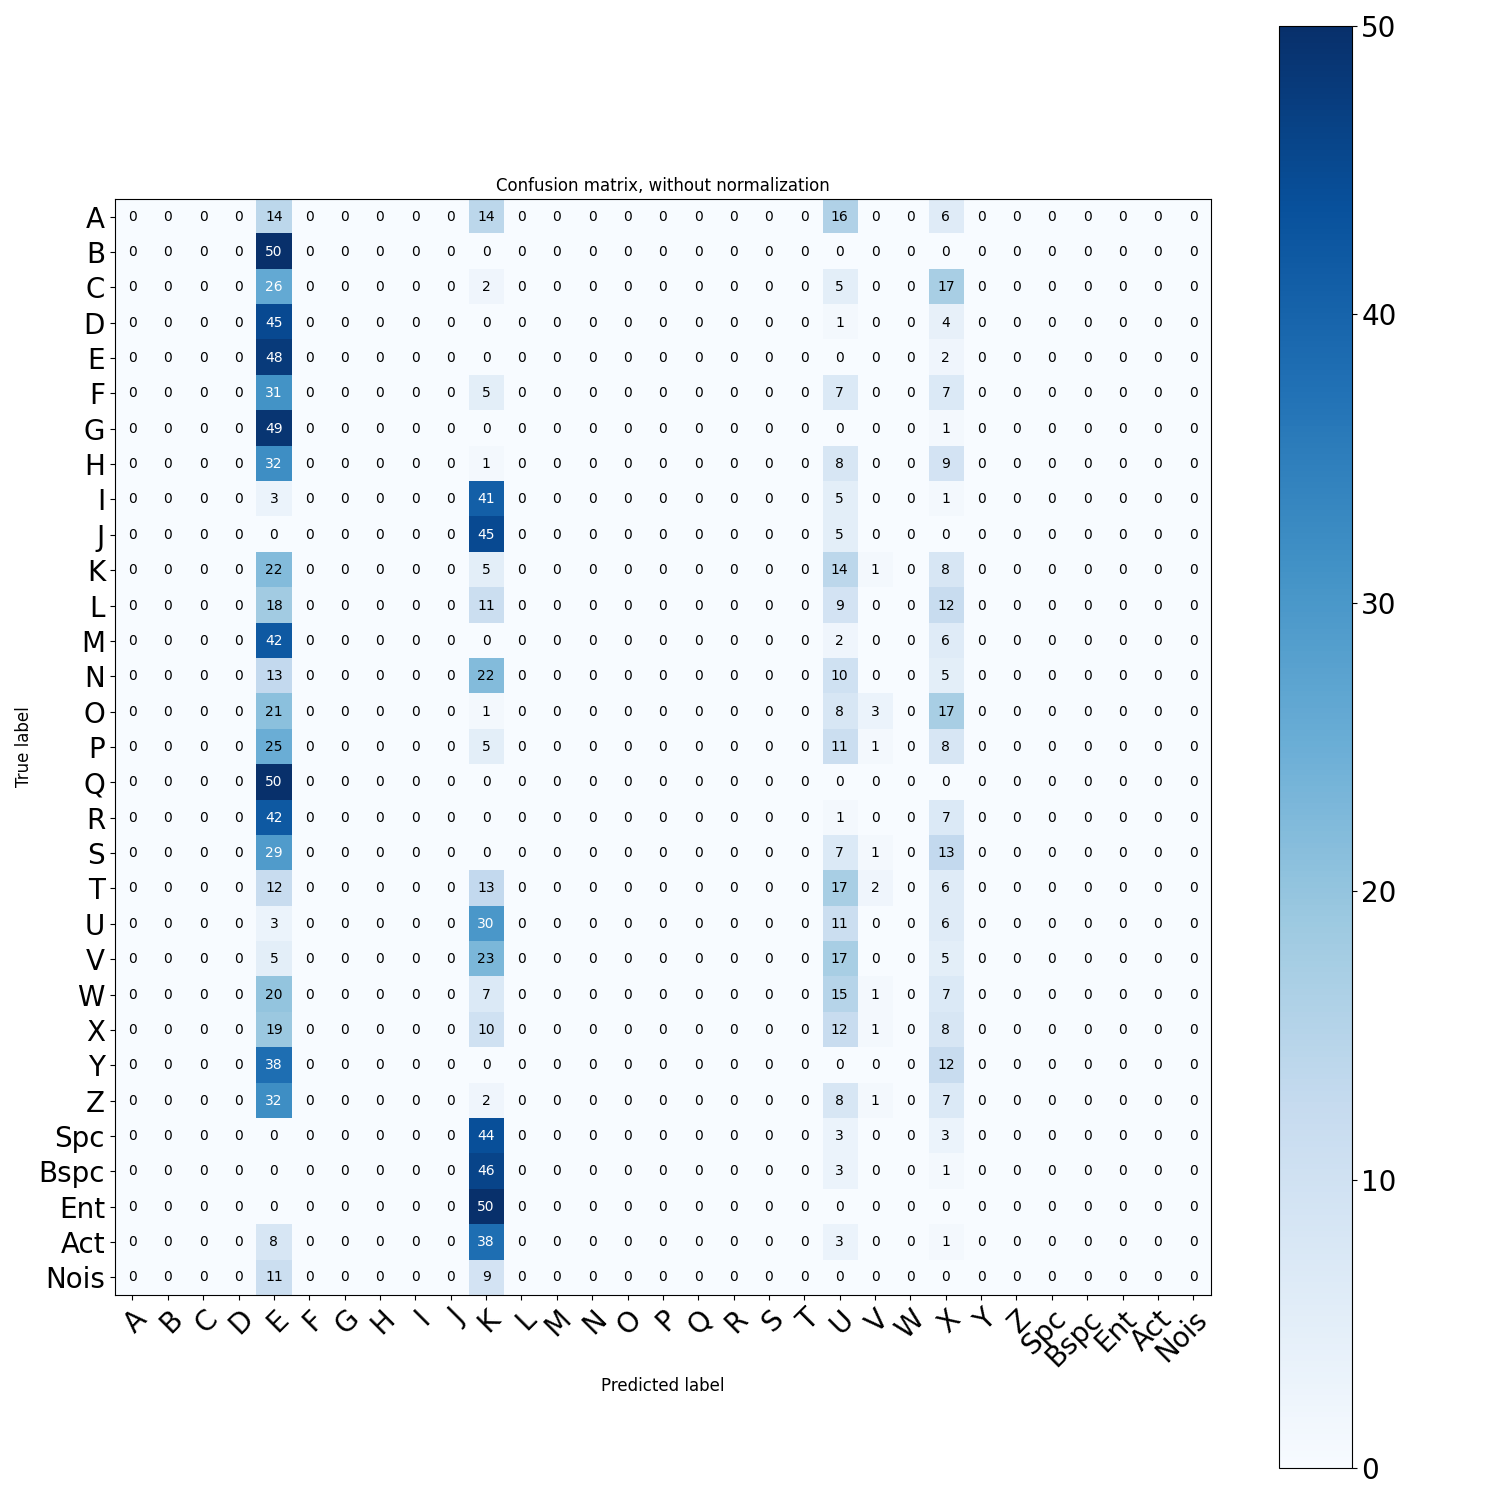 Confusion matrix, without normalization
A 0 0 0 0 14 0 0 0 0 0 14 0 0 0 0 0 0 0 0 0 16 0 0 6 0 0 0 0 0 0 0
B 0 0 0 0 50 0 0 0 0 0 0 0 0 0 0 0 0 0 0 0 0 0 0 0 0 0 0 0 0 0 0
C 0 0 0 0 26 0 0 0 0 0 2 0 0 0 0 0 0 0 0 0 5 0 0 17 0 0 0 0 0 0 0
D 0 0 0 0 45 0 0 0 0 0 0 0 0 0 0 0 0 0 0 0 1 0 0 4 0 0 0 0 0 0 0
E 0 0 0 0 48 0 0 0 0 0 0 0 0 0 0 0 0 0 0 0 0 0 0 2 0 0 0 0 0 0 0
F 0 0 0 0 31 0 0 0 0 0 5 0 0 0 0 0 0 0 0 0 7 0 0 7 0 0 0 0 0 0 0
G 0 0 0 0 49 0 0 0 0 0 0 0 0 0 0 0 0 0 0 0 0 0 0 1 0 0 0 0 0 0 0
H 0 0 0 0 32 0 0 0 0 0 1 0 0 0 0 0 0 0 0 0 8 0 0 9 0 0 0 0 0 0 0
I 0 0 0 0 3 0 0 0 0 0 41 0 0 0 0 0 0 0 0 0 5 0 0 1 0 0 0 0 0 0 0
J 0 0 0 0 0 0 0 0 0 0 45 0 0 0 0 0 0 0 0 0 5 0 0 0 0 0 0 0 0 0 0
K 0 0 0 0 22 0 0 0 0 0 5 0 0 0 0 0 0 0 0 0 14 1 0 8 0 0 0 0 0 0 0
L 0 0 0 0 18 0 0 0 0 0 11 0 0 0 0 0 0 0 0 0 9 0 0 12 0 0 0 0 0 0 0
M 0 0 0 0 42 0 0 0 0 0 0 0 0 0 0 0 0 0 0 0 2 0 0 6 0 0 0 0 0 0 0
N 0 0 0 0 13 0 0 0 0 0 22 0 0 0 0 0 0 0 0 0 10 0 0 5 0 0 0 0 0 0 0
O 0 0 0 0 21 0 0 0 0 0 1 0 0 0 0 0 0 0 0 0 8 3 0 17 0 0 0 0 0 0 0
P 0 0 0 0 25 0 0 0 0 0 5 0 0 0 0 0 0 0 0 0 11 1 0 8 0 0 0 0 0 0 0
Q 0 0 0 0 50 0 0 0 0 0 0 0 0 0 0 0 0 0 0 0 0 0 0 0 0 0 0 0 0 0 0
R 0 0 0 0 42 0 0 0 0 0 0 0 0 0 0 0 0 0 0 0 1 0 0 7 0 0 0 0 0 0 0
S 0 0 0 0 29 0 0 0 0 0 0 0 0 0 0 0 0 0 0 0 7 1 0 13 0 0 0 0 0 0 0
T 0 0 0 0 12 0 0 0 0 0 13 0 0 0 0 0 0 0 0 0 17 2 0 6 0 0 0 0 0 0 0
U 0 0 0 0 3 0 0 0 0 0 30 0 0 0 0 0 0 0 0 0 11 0 0 6 0 0 0 0 0 0 0
V 0 0 0 0 5 0 0 0 0 0 23 0 0 0 0 0 0 0 0 0 17 0 0 5 0 0 0 0 0 0 0
W 0 0 0 0 20 0 0 0 0 0 7 0 0 0 0 0 0 0 0 0 15 1 0 7 0 0 0 0 0 0 0
X 0 0 0 0 19 0 0 0 0 0 10 0 0 0 0 0 0 0 0 0 12 1 0 8 0 0 0 0 0 0 0
Y 0 0 0 0 38 0 0 0 0 0 0 0 0 0 0 0 0 0 0 0 0 0 0 12 0 0 0 0 0 0 0
Z 0 0 0 0 32 0 0 0 0 0 2 0 0 0 0 0 0 0 0 0 8 1 0 7 0 0 0 0 0 0 0
Spc 0 0 0 0 0 0 0 0 0 0 44 0 0 0 0 0 0 0 0 0 3 0 0 3 0 0 0 0 0 0 0
Bspc 0 0 0 0 0 0 0 0 0 0 46 0 0 0 0 0 0 0 0 0 3 0 0 1 0 0 0 0 0 0 0
Ent 0 0 0 0 0 0 0 0 0 0 50 0 0 0 0 0 0 0 0 0 0 0 0 0 0 0 0 0 0 0 0
Act 0 0 0 0 8 0 0 0 0 0 38 0 0 0 0 0 0 0 0 0 3 0 0 1 0 0 0 0 0 0 0
Nois 0 0 0 0 11 0 0 0 0 0 9 0 0 0 0 0 0 0 0 0 0 0 0 0 0 0 0 0 0 0 0
A B C D E F G H I J K L M N O P Q R S T U V W X Y Z Spc Bspc Ent Act Nois
Predicted label
True label
50
40
30
20
10
0